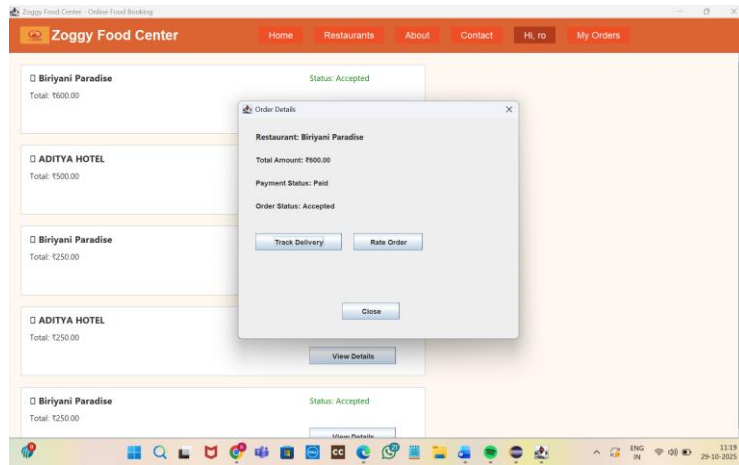 Zoggy Food Center - Online Food Booking
Zoggy Food Center
Home
Restaurants
About
Contact
Hi, ro
My Orders
Biriyani Paradise
Status: Accepted
Total: ₹600.00
ADITYA HOTEL
Total: ₹500.00
Biriyani Paradise
Total: ₹250.00
ADITYA HOTEL
Total: ₹250.00
View Details
Biriyani Paradise
Status: Accepted
Total: ₹250.00
View Details
Order Details
Restaurant: Biriyani Paradise
Total Amount: ₹600.00
Payment Status: Paid
Order Status: Accepted
Track Delivery
Rate Order
Close
ENG
IN
11:19
29-10-2025